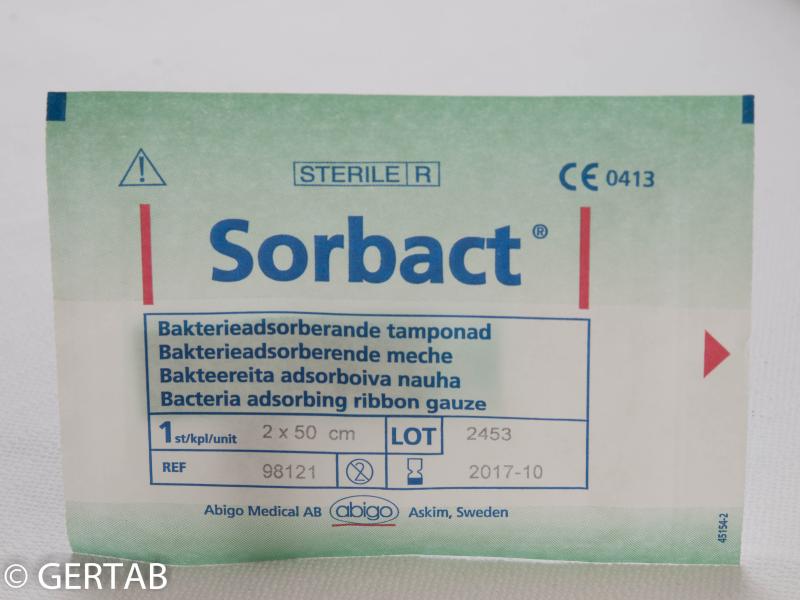 STERILE R
CE 0413
Sorbact®
Bakterieadsorberande tamponad
Bakterieadsorberende meche
Bakteereita adsorboiva nauha
Bacteria adsorbing ribbon gauze
1 st/kpl/unit 2 x 50 cm LOT 2453
REF 98121 2 2017-10
Abigo Medical AB abigo Askim, Sweden
45154-2
© GERTAB